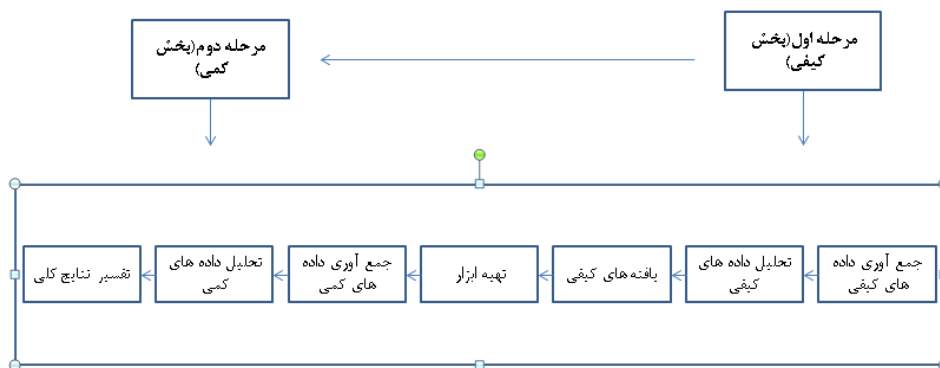 مرحله اول(بخش
کیفی)
مرحله دوم(بخش
کمی)
جمع آوری داده
های کیفی
تحلیل داده های
کیفی
یافته های کیفی
تهیه ابزار
جمع آوری داده
های کمی
تحلیل داده های
کمی
تفسیر نتایج کلی